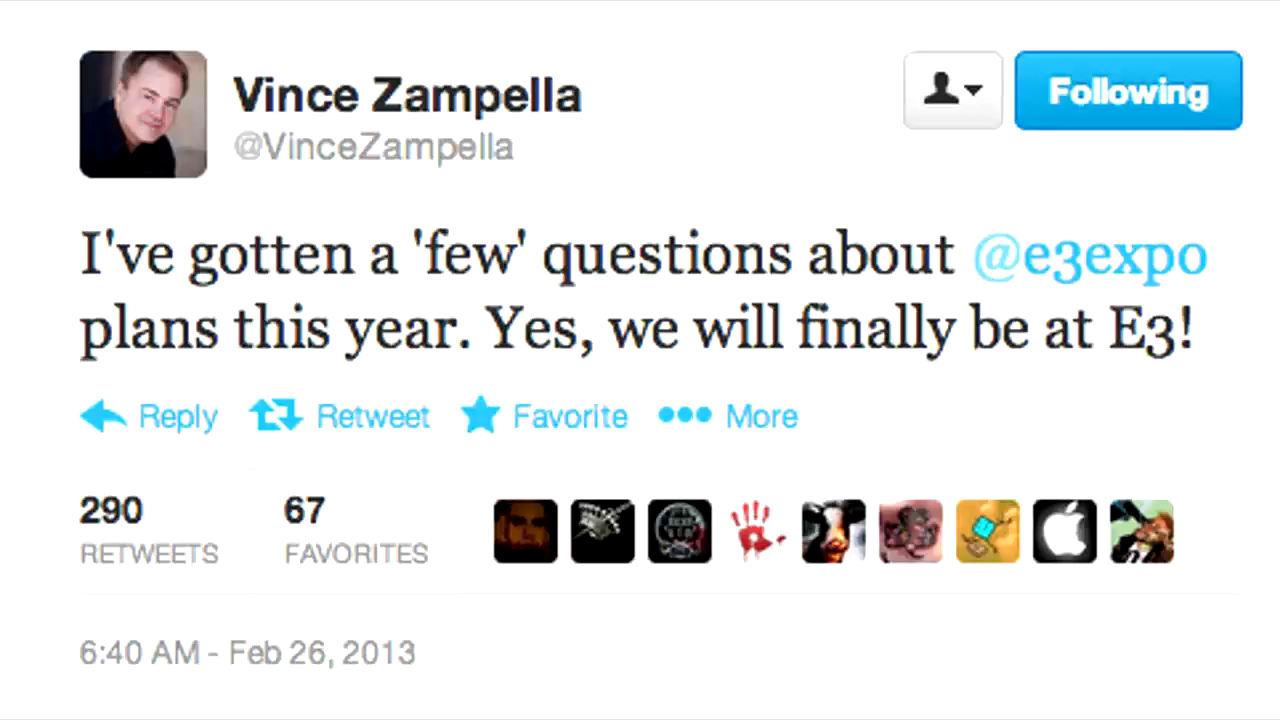 Vince Zampella
@VinceZampella
Following
I've gotten a 'few' questions about @e3expo
plans this year. Yes, we will finally be at E3!
Reply Retweet Favorite More
290 67
RETWEETS FAVORITES
6:40 AM - Feb 26, 2013